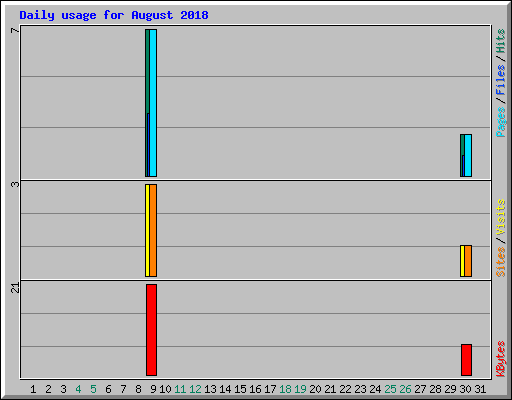 Daily usage for August 2018
7
Pages/Files/Hits
3
Sites/Visits
21
KBytes
1 2 3 4 5 6 7 8 9 10 11 12 13 14 15 16 17 18 19 20 21 22 23 24 25 26 27 28 29 30 31